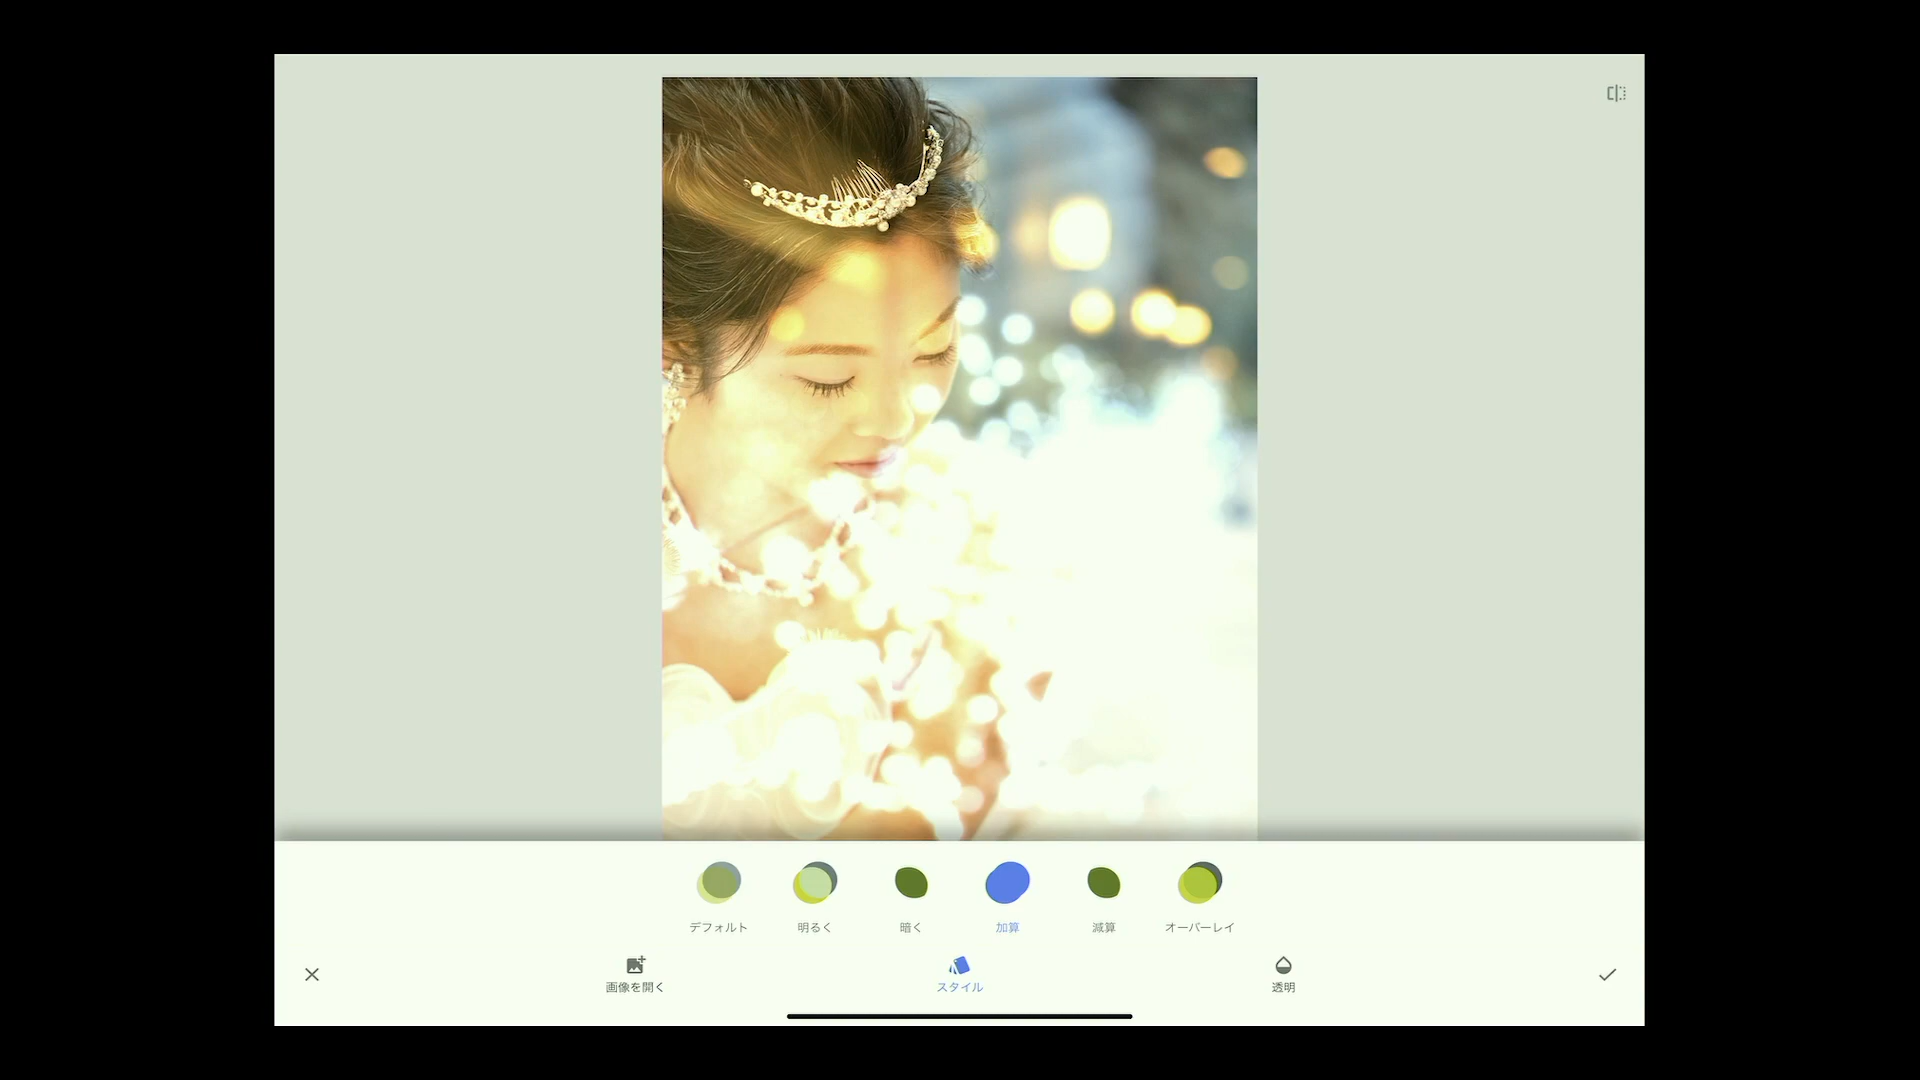 デフォルト
明るく
暗く
加算
減算
オーバーレイ
画像を開く
スタイル
透明